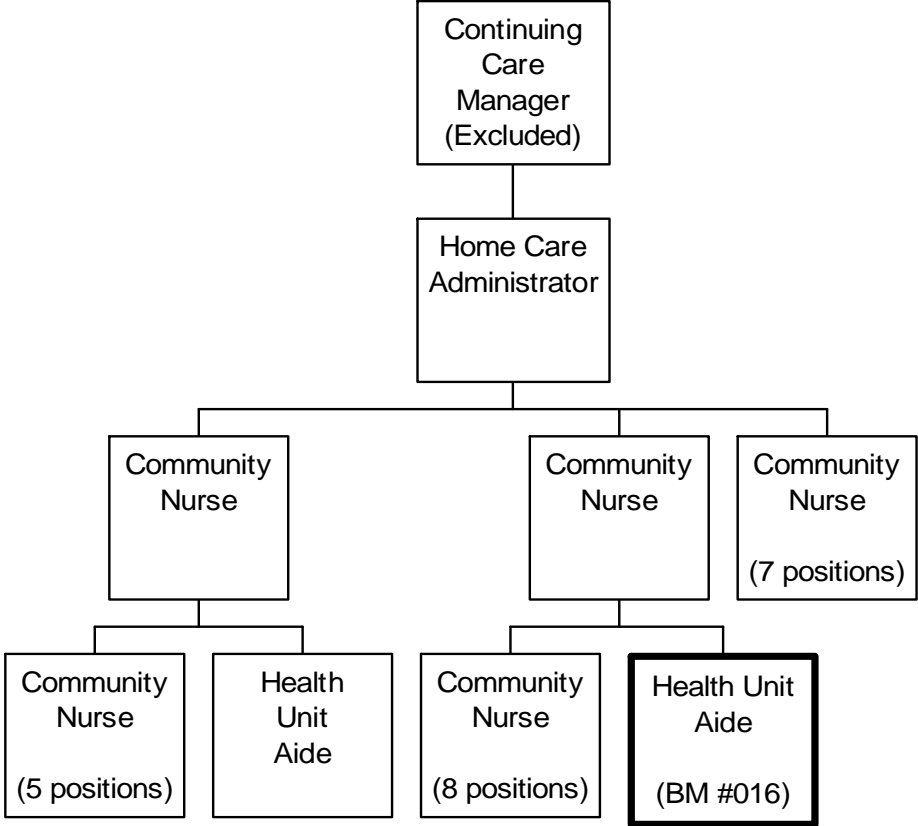 Continuing
Care
Manager
(Excluded)
Home Care
Administrator
Community
Nurse
Community
Nurse
Community
Nurse
(7 positions)
Community
Nurse
(5 positions)
Health
Unit
Aide
Community
Nurse
(8 positions)
Health Unit
Aide
(BM #016)